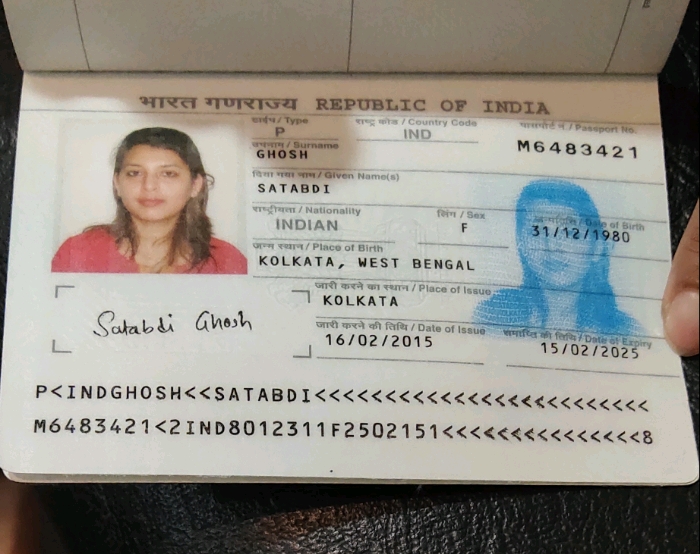 भारत गणराज्य REPUBLIC OF INDIA
टाईप / Type राष्ट्र कोड / Country Code पासपोर्ट नं. / Passport No.
P IND M6483421
उपनाम / Surname
GHOSH
दिया गया नाम / Given Name(s)
SATABDI
राष्ट्रीयता / Nationality लिंग / Sex जन्मतिथि / Date of Birth
INDIAN F 31/12/1980
जन्म स्थान / Place of Birth
KOLKATA, WEST BENGAL
जारी करने का स्थान / Place of Issue
KOLKATA
Satabdi Ghosh
जारी करने की तिथि / Date of Issue समाप्ति की तिथि / Date of Expiry
16/02/2015 15/02/2025
P<INDGHOSH<<SATABDI<<<<<<<<<<<<<<<<<<<<<<<<<
M6483421<2IND8012311F2502151<<<<<<<<<<<<<<<8